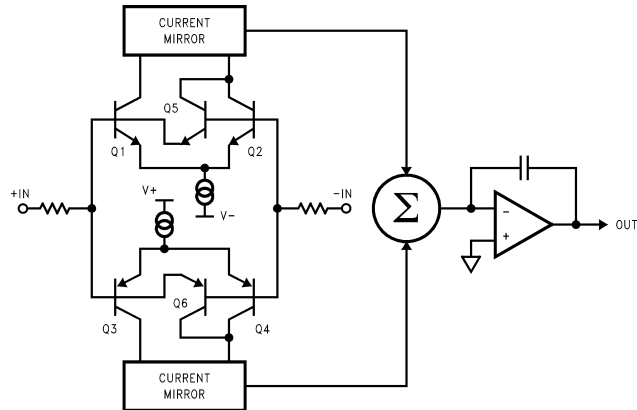 CURRENT
MIRROR
Q5
Q1
Q2
+IN
V+
V-
-IN
Σ
-
+
OUT
Q6
Q3
Q4
CURRENT
MIRROR